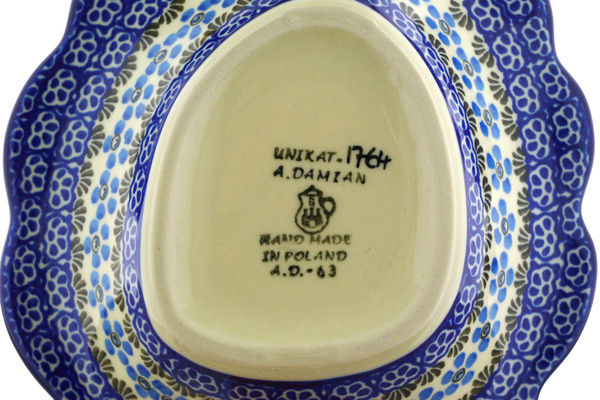 UNIKAT-1764
A.DAMIAN
HAND MADE
IN POLAND
A.D.-63